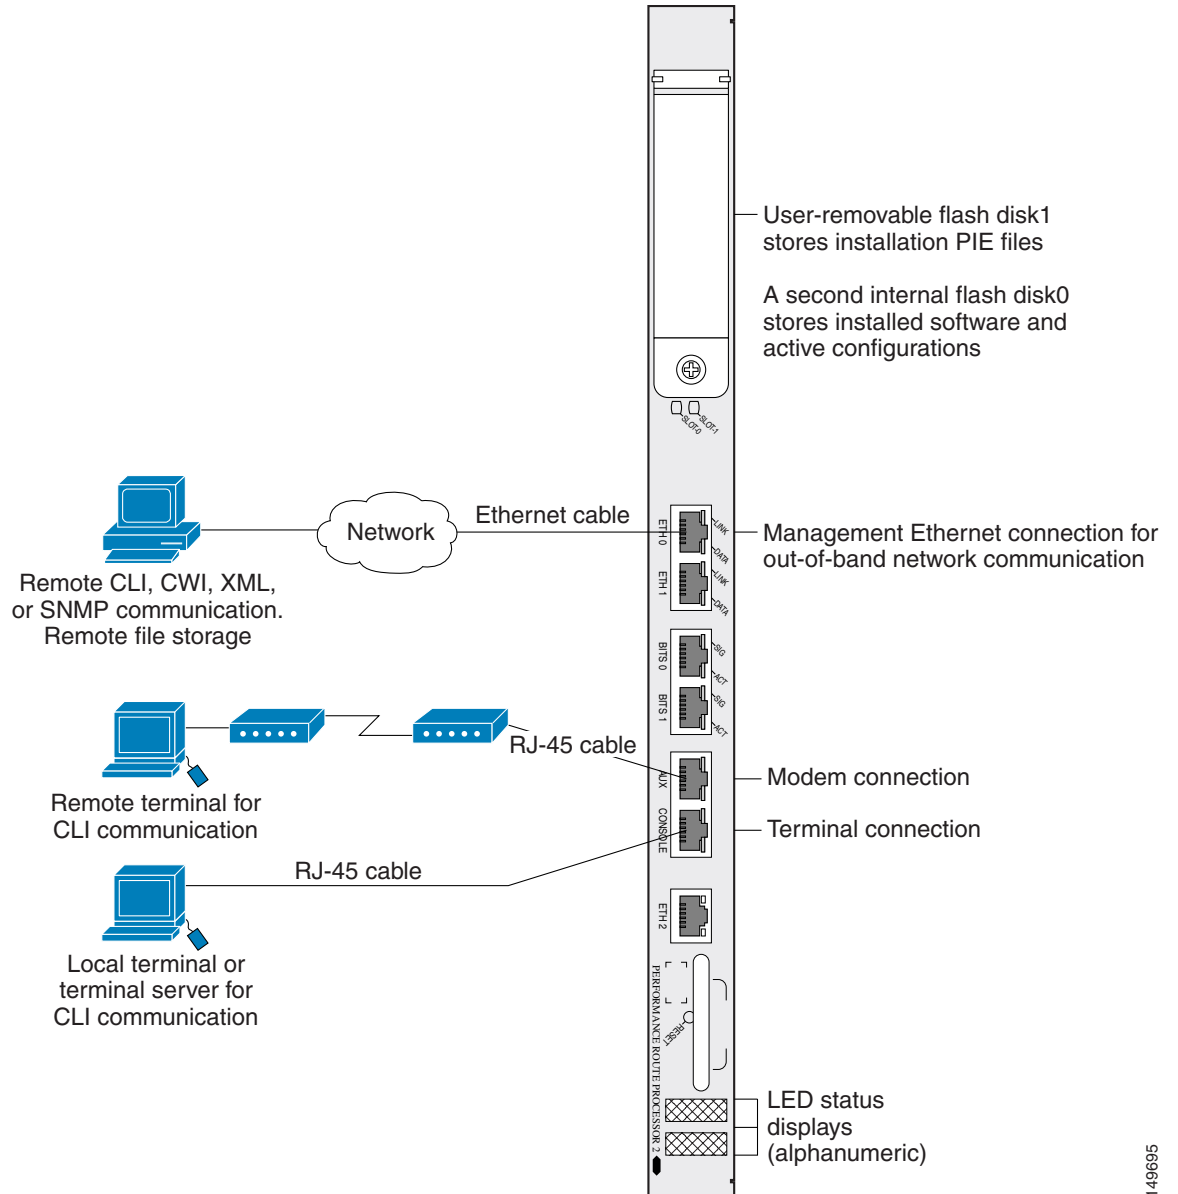 User-removable flash disk1
stores installation PIE files
A second internal flash disk0
stores installed software and
active configurations
SLOT-0
SLOT-1
Network
Ethernet cable
ETH 0
LINK
DATA
Management Ethernet connection for
out-of-band network communication
ETH 1
LINK
DATA
Remote CLI, CWI, XML,
or SNMP communication.
Remote file storage
BITS 0
SIG
ACT
BITS 1
SIG
ACT
RJ-45 cable
AUX
Modem connection
Remote terminal for
CLI communication
CONSOLE
Terminal connection
RJ-45 cable
ETH 2
Local terminal or
terminal server for
CLI communication
RESET
PERFORMANCE ROUTE PROCESSOR 2
LED status
displays
(alphanumeric)
149695